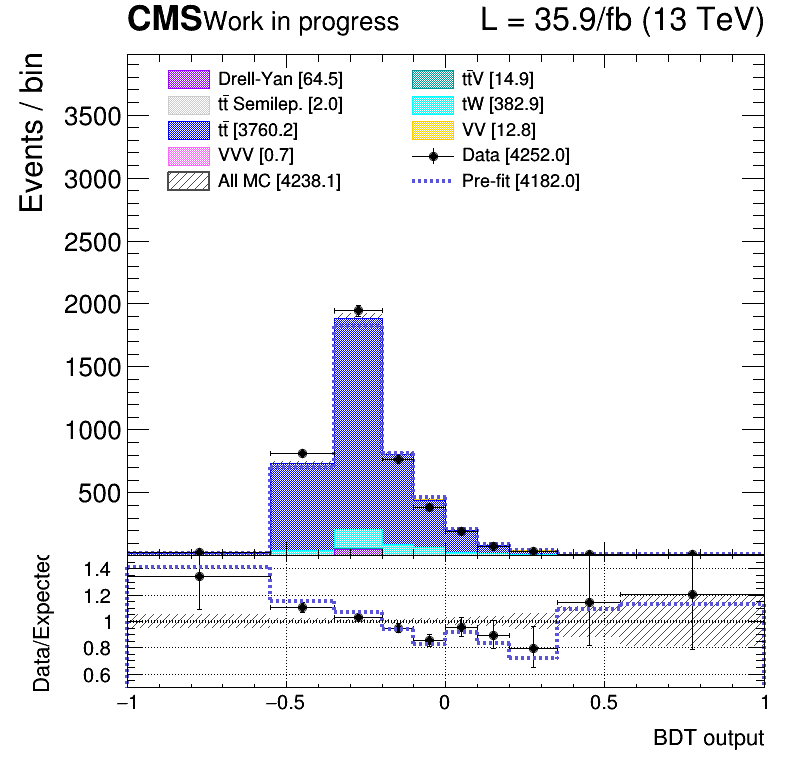 CMS Work in progress L = 35.9/fb (13 TeV)
Events / bin
3500
3000
2500
2000
1500
1000
500
Drell-Yan [64.5]
tt̄ Semilep. [2.0]
tt̄ [3760.2]
VVV [0.7]
All MC [4238.1]
tt̄V [14.9]
tW [382.9]
VV [12.8]
Data [4252.0]
Pre-fit [4182.0]
Data/Expected
1.4
1.2
1
0.8
0.6
−1 −0.5 0 0.5 1
BDT output